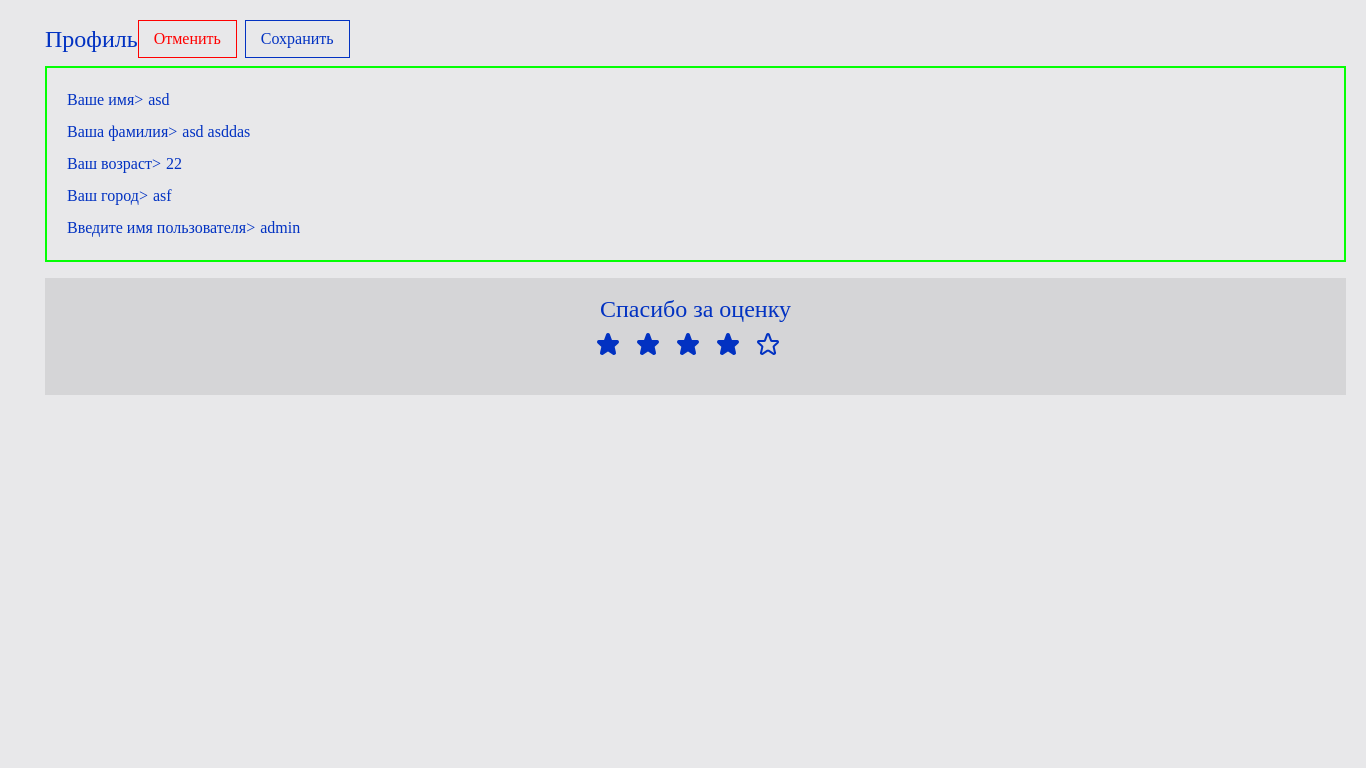 Профиль Отменить Сохранить
Ваше имя> asd
Ваша фамилия> asd asddas
Ваш возраст> 22
Ваш город> asf
Введите имя пользователя> admin
Спасибо за оценку